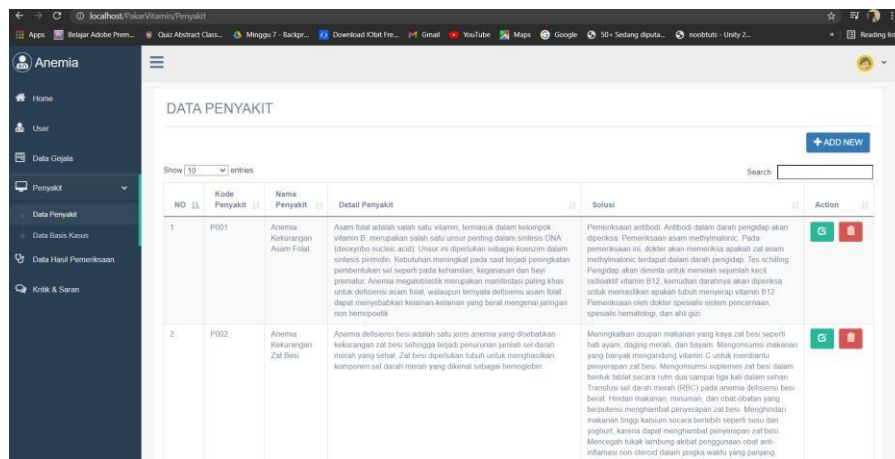 localhost/PakarVitamin/Penyakit
Apps Belajar Adobe Prem... Quiz Abstract Class... Minggu 7 - Backpr... Download IObit Fre... Gmail YouTube Maps Google 50+ Sedang diputa... noobtuts - Unity 2... » Reading list
Anemia
Home
User
Data Gejala
Penyakit
Data Penyakit
Data Basis Kasus
Data Hasil Pemeriksaan
Kritik & Saran
DATA PENYAKIT
ADD NEW
Show 10 entries
Search:
NO Kode Penyakit Nama Penyakit Detail Penyakit Solusi Action
1 P001
Anemia
Kekurangan
Asam Folat
Asam folat adalah salah satu vitamin, termasuk dalam kelompok
vitamin B, merupakan salah satu unsur penting dalam sintesis DNA
(deoxyribo nucleic acid). Unsur ini diperlukan sebagai koenzim dalam
sintesis pirimidin. Kebutuhan meningkat pada saat terjadi peningkatan
pembentukan sel seperti pada kehamilan, keganasan dan bayi
prematur. Anemia megaloblastik merupakan manifestasi paling khas
untuk defisiensi asam folat, walaupun ternyata defisiensi asam folat
dapat menyebabkan kelainan-kelainan yang berat mengenai jaringan
non hemopoetik
Pemeriksaan antibodi. Antibodi dalam darah pengidap akan
diperiksa. Pemeriksaan asam methylmalonic. Pada
pemeriksaan ini, dokter akan memeriksa apakah zat asam
methylmalonic terdapat dalam darah pengidap. Tes schilling.
Pengidap akan diminta untuk menelan sejumlah kecil
radioaktif vitamin B12, kemudian darahnya akan diperiksa
untuk memastikan apakah tubuh menyerap vitamin B12.
Pemeriksaan oleh dokter spesialis sistem pencernaan,
spesialis hematologi, dan ahli gizi
2 P002
Anemia
Kekurangan
Zat Besi
Anemia defisiensi besi adalah satu jenis anemia yang disebabkan
kekurangan zat besi sehingga terjadi penurunan jumlah sel darah
merah yang sehat. Zat besi diperlukan tubuh untuk menghasilkan
komponen sel darah merah yang dikenal sebagai hemoglobin.
Meningkatkan asupan makanan yang kaya zat besi seperti
hati ayam, daging merah, dan bayam. Mengonsumsi makanan
yang banyak mengandung vitamin C untuk membantu
penyerapan zat besi. Mengonsumsi suplemen zat besi dalam
bentuk tablet secara rutin dua sampai tiga kali dalam sehari.
Transfusi sel darah merah (RBC) pada anemia defisiensi besi
berat. Hindari makanan, minuman, dan obat-obatan yang
berpotensi menghambat penyerapan zat besi. Menghindari
makanan tinggi kalsium secara berlebih seperti susu dan
yoghurt, karena dapat menghambat penyerapan zat besi.
Mencegah tukak lambung akibat penggunaan obat anti-
inflamasi non-steroid dalam jangka waktu yang panjang.